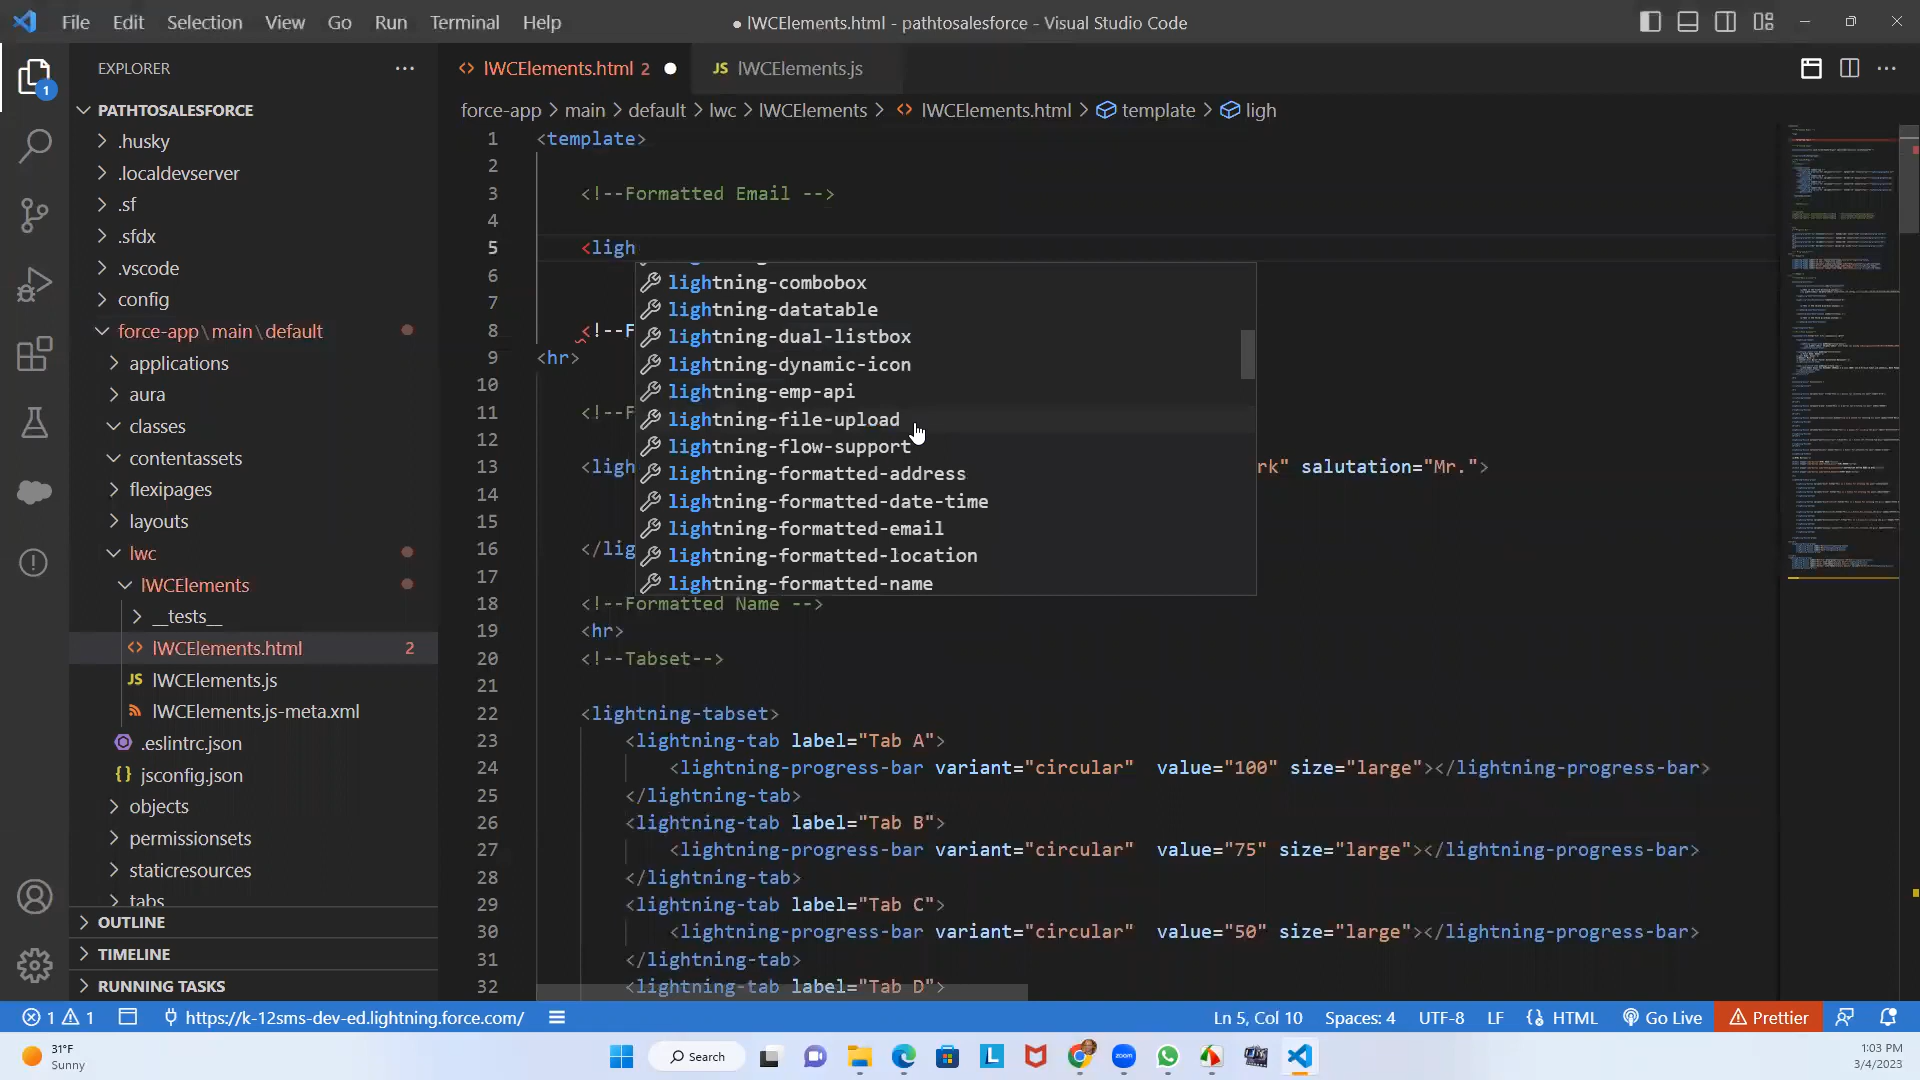 File Edit Selection View Go Run Terminal Help
● lWCElements.html - pathtosalesforce - Visual Studio Code
EXPLORER ...
lWCElements.html 2 ●
JS lWCElements.js
force-app > main > default > lwc > lWCElements > lWCElements.html > template > ligh
1
PATHTOSALESFORCE
.husky
.localdevserver
.sf
.sfdx
.vscode
config
force-app\main\default
applications
aura
classes
contentassets
flexipages
layouts
lwc
lWCElements
__tests__
lWCElements.html 2
JS lWCElements.js
lWCElements.js-meta.xml
.eslintrc.json
{} jsconfig.json
objects
permissionsets
staticresources
tabs
OUTLINE
TIMELINE
RUNNING TASKS
1 <template>
2
3 <!--Formatted Email -->
4
5 <ligh
6
7
8 <!--F
9 <hr>
10
11 <!--F
12
13 <ligh rk" salutation="Mr.">
14
15
16 </lig
17
18 <!--Formatted Name -->
19 <hr>
20 <!--Tabset-->
21
22 <lightning-tabset>
23 <lightning-tab label="Tab A">
24 <lightning-progress-bar variant="circular"  value="100" size="large"></lightning-progress-bar>
25 </lightning-tab>
26 <lightning-tab label="Tab B">
27 <lightning-progress-bar variant="circular"  value="75" size="large"></lightning-progress-bar>
28 </lightning-tab>
29 <lightning-tab label="Tab C">
30 <lightning-progress-bar variant="circular"  value="50" size="large"></lightning-progress-bar>
31 </lightning-tab>
32 <lightning-tab label="Tab D">
lightning-combobox
lightning-datatable
lightning-dual-listbox
lightning-dynamic-icon
lightning-emp-api
lightning-file-upload
lightning-flow-support
lightning-formatted-address
lightning-formatted-date-time
lightning-formatted-email
lightning-formatted-location
lightning-formatted-name
1 1 https://k-12sms-dev-ed.lightning.force.com/
Ln 5, Col 10 Spaces: 4 UTF-8 LF HTML Go Live Prettier
31°F
Sunny
Search
L
zoom
1:03 PM
3/4/2023